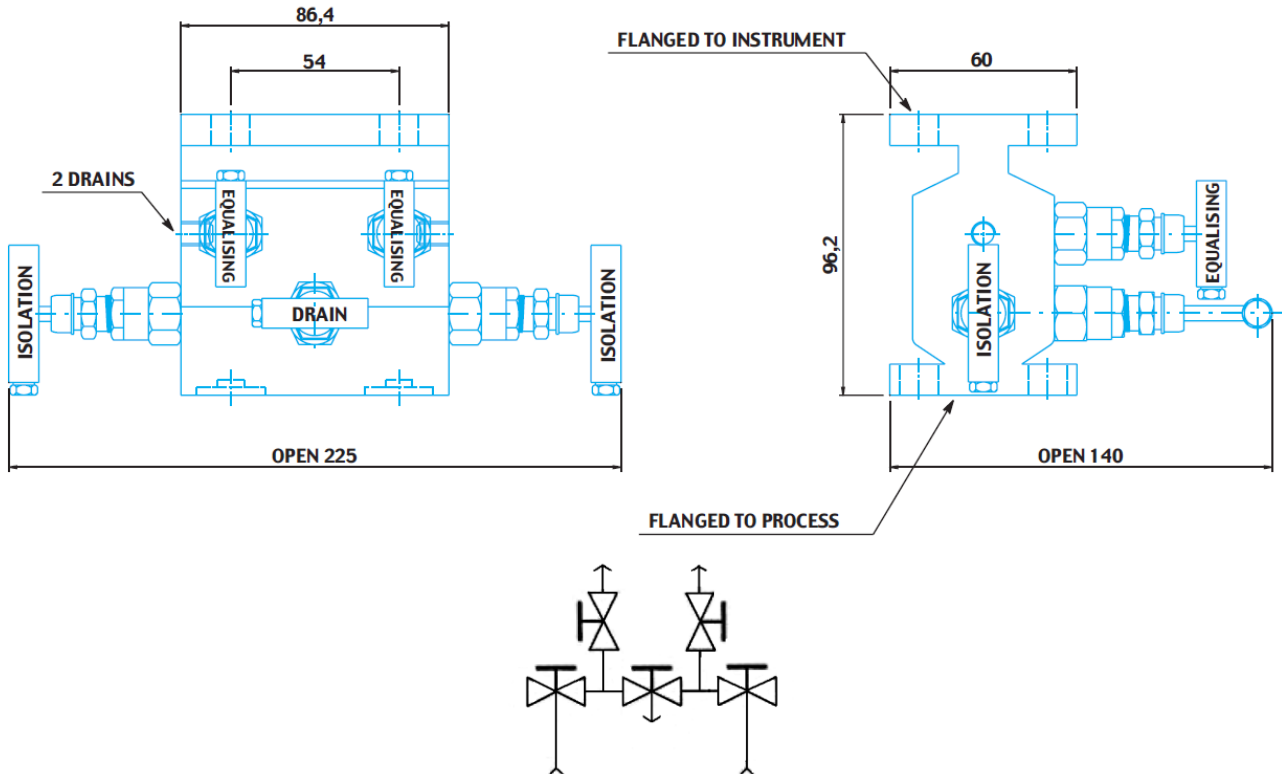 86,4
54
FLANGED TO INSTRUMENT
60
2 DRAINS
EQUALISING
EQUALISING
EQUALISING
96,2
ISOLATION
DRAIN
ISOLATION
ISOLATION
OPEN 225
OPEN 140
FLANGED TO PROCESS